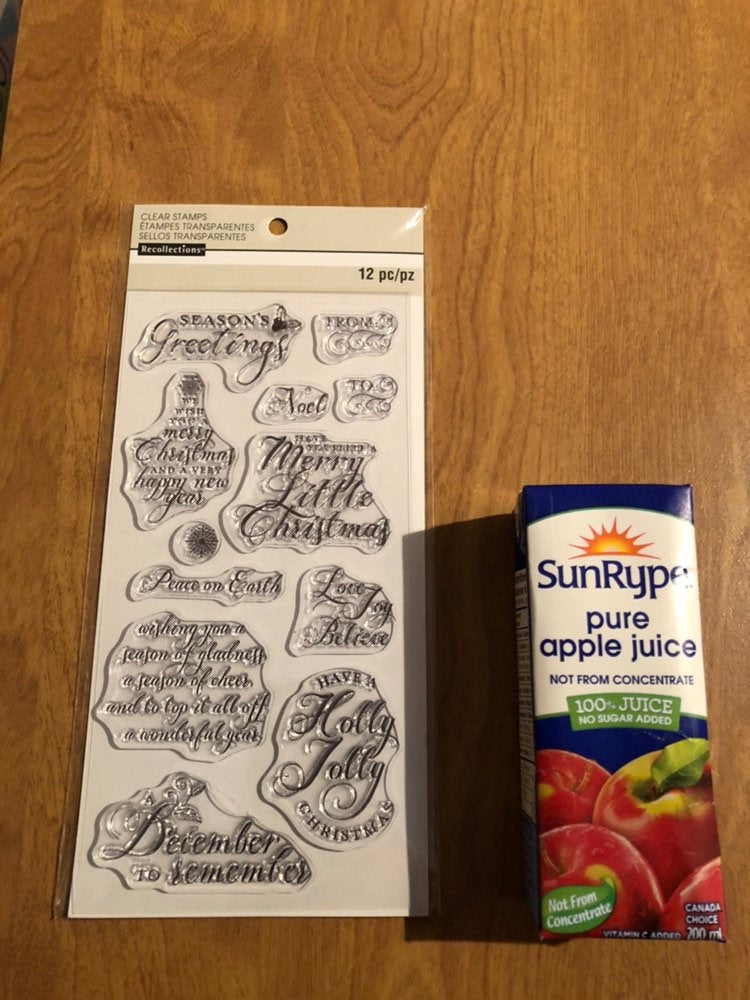 CLEAR STAMPS
ÉTAMPES TRANSPARENTES
SELLOS TRANSPARENTES
Recollections™
12 pc/pz
SEASON'S
Greetings
FROM
Noel
TO
WE
WISH
YOU A
merry
Christmas
AND A VERY
happy new
year
HAVE
YOURSELF A
Merry
Little
Christmas
Peace on Earth
Love
Joy
Believe
wishing you a
season of gladness,
a season of cheer,
and to top it all off
a wonderful year.
HAVE A
Holly
Jolly
CHRISTMAS
A
December
TO remember
SunRype
pure
apple juice
NOT FROM CONCENTRATE
100% JUICE
NO SUGAR ADDED
Not From
Concentrate
CANADA
CHOICE
VITAMIN C ADDED 200 ml